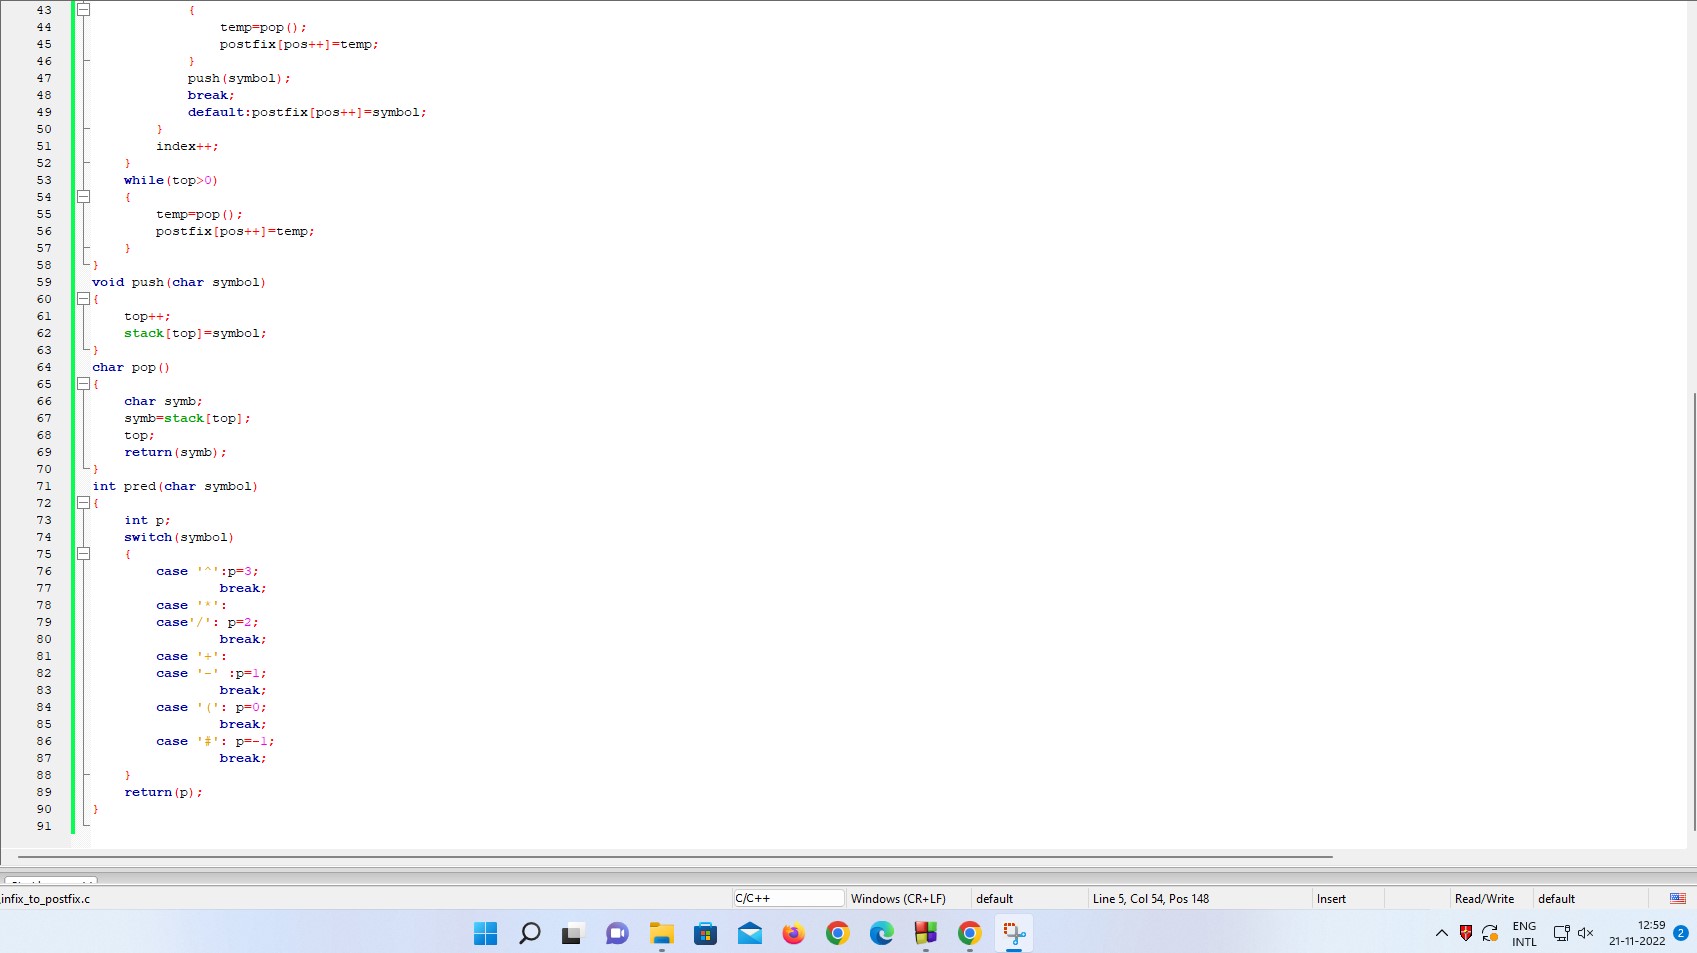 43 {
44 temp=pop();
45 postfix[pos++]=temp;
46 }
47 push(symbol);
48 break;
49 default:postfix[pos++]=symbol;
50 }
51 index++;
52 }
53 while(top>0)
54 {
55 temp=pop();
56 postfix[pos++]=temp;
57 }
58 }
59 void push(char symbol)
60 {
61 top++;
62 stack[top]=symbol;
63 }
64 char pop()
65 {
66 char symb;
67 symb=stack[top];
68 top;
69 return(symb);
70 }
71 int pred(char symbol)
72 {
73 int p;
74 switch(symbol)
75 {
76 case '^':p=3;
77 break;
78 case '*':
79 case'/': p=2;
80 break;
81 case '+':
82 case '-' :p=1;
83 break;
84 case '(': p=0;
85 break;
86 case '#': p=-1;
87 break;
88 }
89 return(p);
90 }
91
infix_to_postfix.c C/C++ Windows (CR+LF) default Line 5, Col 54, Pos 148 Insert Read/Write default
ENG 12:59
INTL 21-11-2022 2